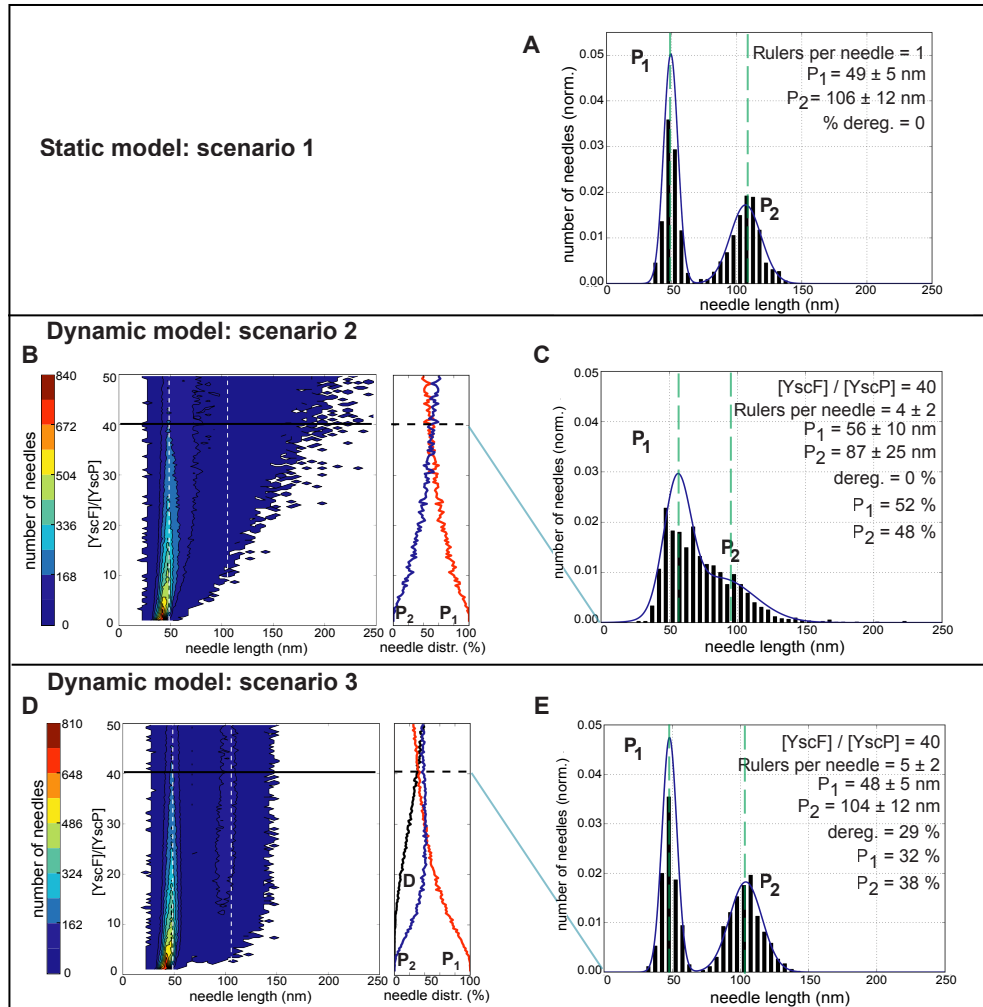 A
Static model: scenario 1
P1
P2
Rulers per needle = 1
P1 = 49 ± 5 nm
P2 = 106 ± 12 nm
% dereg. = 0
number of needles (norm.)
0.05
0.04
0.03
0.02
0.01
0.00
0 50 100 150 200 250
needle length (nm)
Dynamic model: scenario 2
B
840
672
504
336
168
0
number of needles
[YscF]/[YscP]
50
40
30
20
10
0
0 50 100 150 200 250
needle length (nm)
P2 P1
0 50 100
needle distr. (%)
C
[YscF] / [YscP] = 40
Rulers per needle = 4 ± 2
P1 = 56 ± 10 nm
P2 = 87 ± 25 nm
dereg. = 0 %
P1 = 52 %
P2 = 48 %
P1
P2
number of needles (norm.)
0.05
0.04
0.03
0.02
0.01
0.00
0 50 100 150 200 250
needle length (nm)
Dynamic model: scenario 3
D
810
648
486
324
162
0
number of needles
[YscF]/[YscP]
50
40
30
20
10
0
0 50 100 150 200 250
needle length (nm)
D
P2 P1
0 50 100
needle distr. (%)
E
[YscF] / [YscP] = 40
Rulers per needle = 5 ± 2
P1 = 48 ± 5 nm
P2 = 104 ± 12 nm
dereg. = 29 %
P1 = 32 %
P2 = 38 %
P1
P2
number of needles (norm.)
0.05
0.04
0.03
0.02
0.01
0.00
0 50 100 150 200 250
needle length (nm)